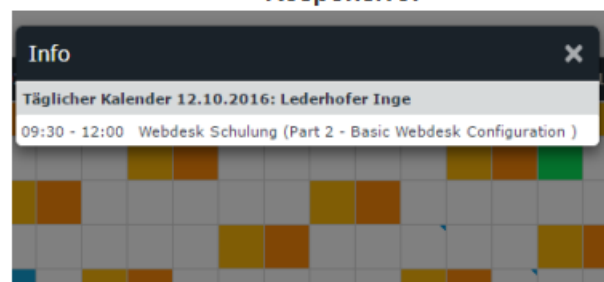 Info ×
Täglicher Kalender 12.10.2016: Lederhofer Inge
09:30 - 12:00 Webdesk Schulung (Part 2 - Basic Webdesk Configuration )